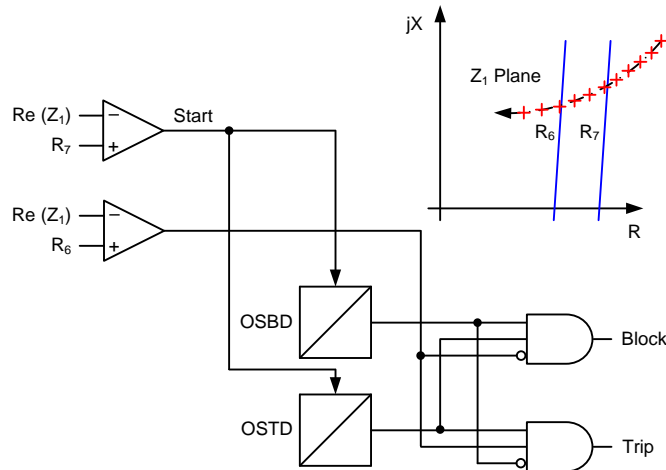 jX
Z₁ Plane
R₆
R₇
R
Re (Z₁)
−
R₇
+
Start
Re (Z₁)
−
R₆
+
OSBD
Block
OSTD
Trip